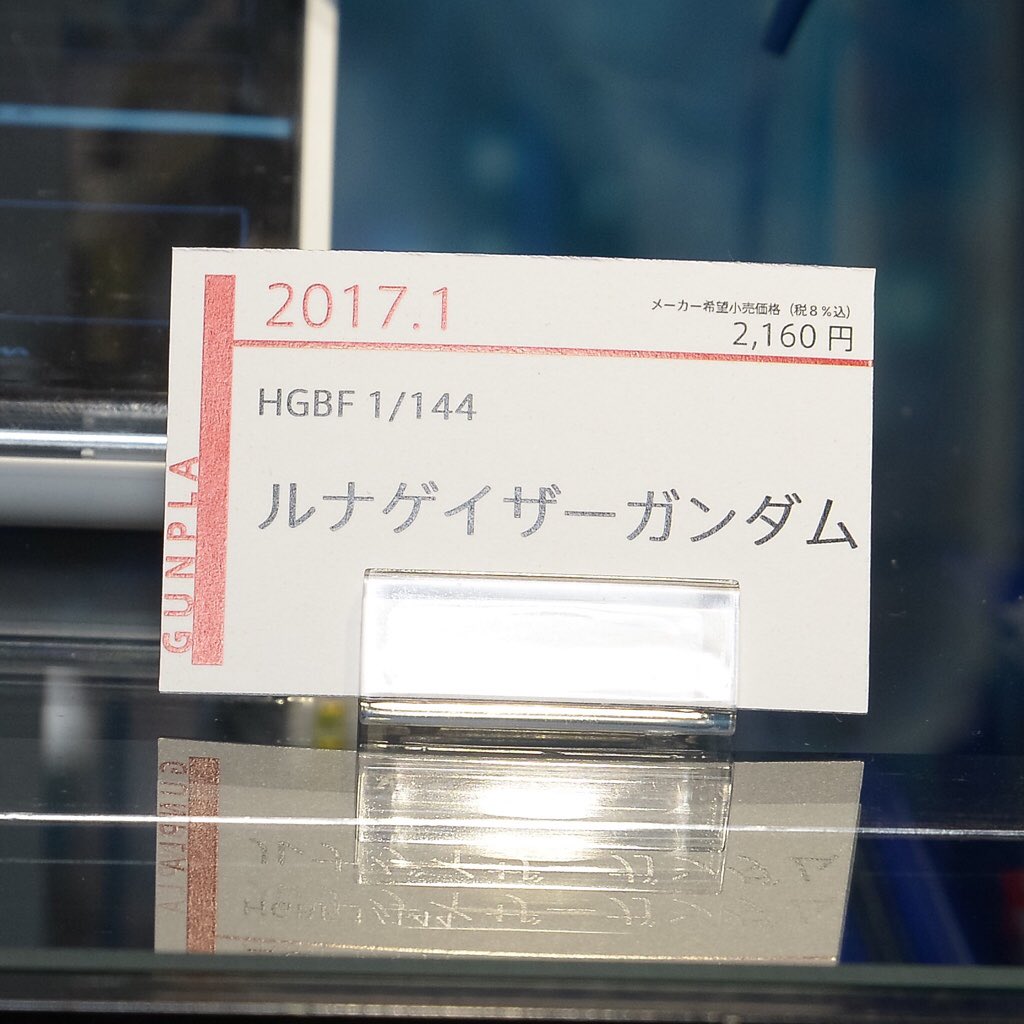 2017.1
メーカー希望小売価格（税８％込）
2,160 円
HGBF 1/144
ルナゲイザーガンダム
GUNPLA